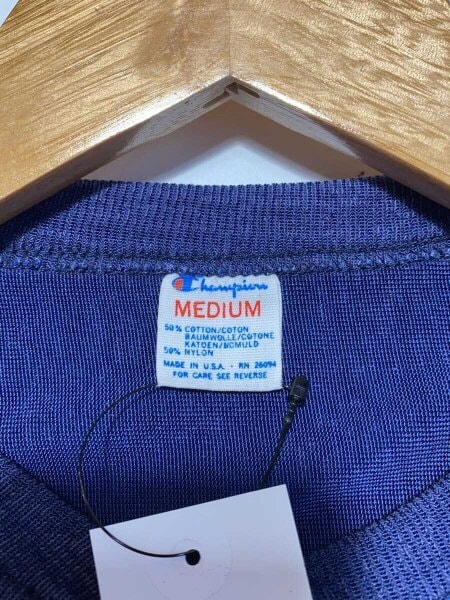 Champion
MEDIUM
50% COTTON/COTON
BAUMWOLLE/COTONE
KATOEN/BOMULD
50% NYLON
MADE IN U.S.A. - RN 26094
FOR CARE SEE REVERSE